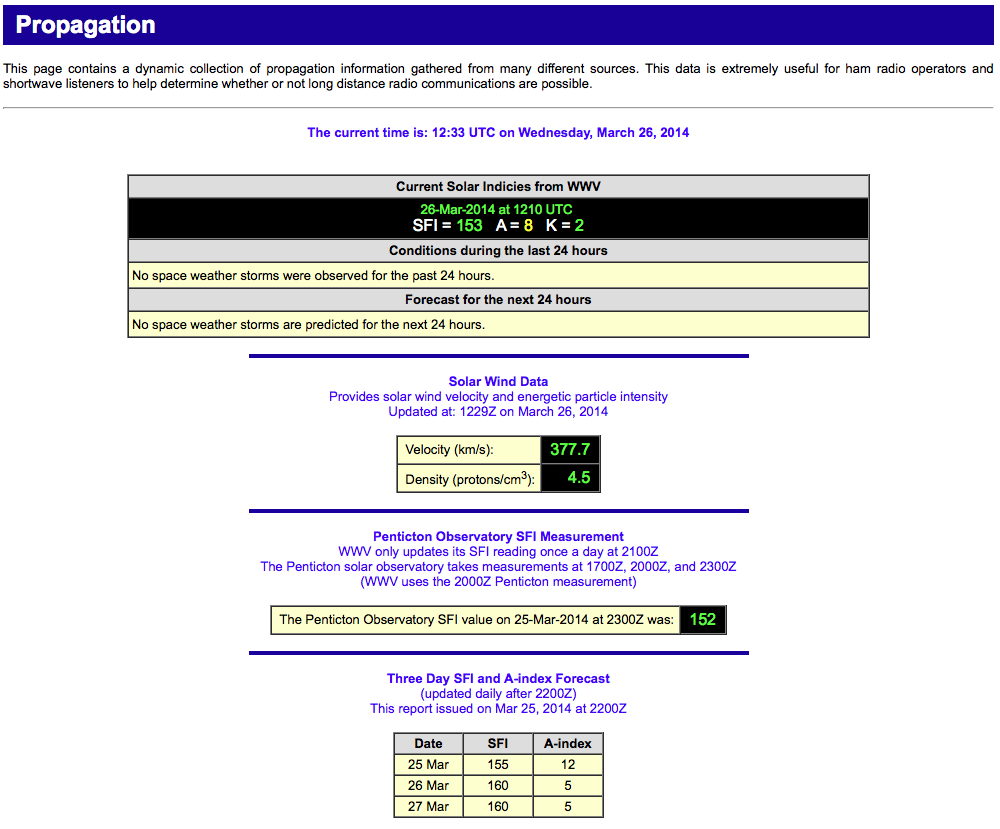 Propagation
This page contains a dynamic collection of propagation information gathered from many different sources. This data is extremely useful for ham radio operators and
shortwave listeners to help determine whether or not long distance radio communications are possible.
The current time is: 12:33 UTC on Wednesday, March 26, 2014
Current Solar Indicies from WWV
26-Mar-2014 at 1210 UTC
SFI = 153 A = 8 K = 2
Conditions during the last 24 hours
No space weather storms were observed for the past 24 hours.
Forecast for the next 24 hours
No space weather storms are predicted for the next 24 hours.
Solar Wind Data
Provides solar wind velocity and energetic particle intensity
Updated at: 1229Z on March 26, 2014
Velocity (km/s): 377.7
Density (protons/cm³): 4.5
Penticton Observatory SFI Measurement
WWV only updates its SFI reading once a day at 2100Z
The Penticton solar observatory takes measurements at 1700Z, 2000Z, and 2300Z
(WWV uses the 2000Z Penticton measurement)
The Penticton Observatory SFI value on 25-Mar-2014 at 2300Z was: 152
Three Day SFI and A-index Forecast
(updated daily after 2200Z)
This report issued on Mar 25, 2014 at 2200Z
Date SFI A-index
25 Mar 155 12
26 Mar 160 5
27 Mar 160 5